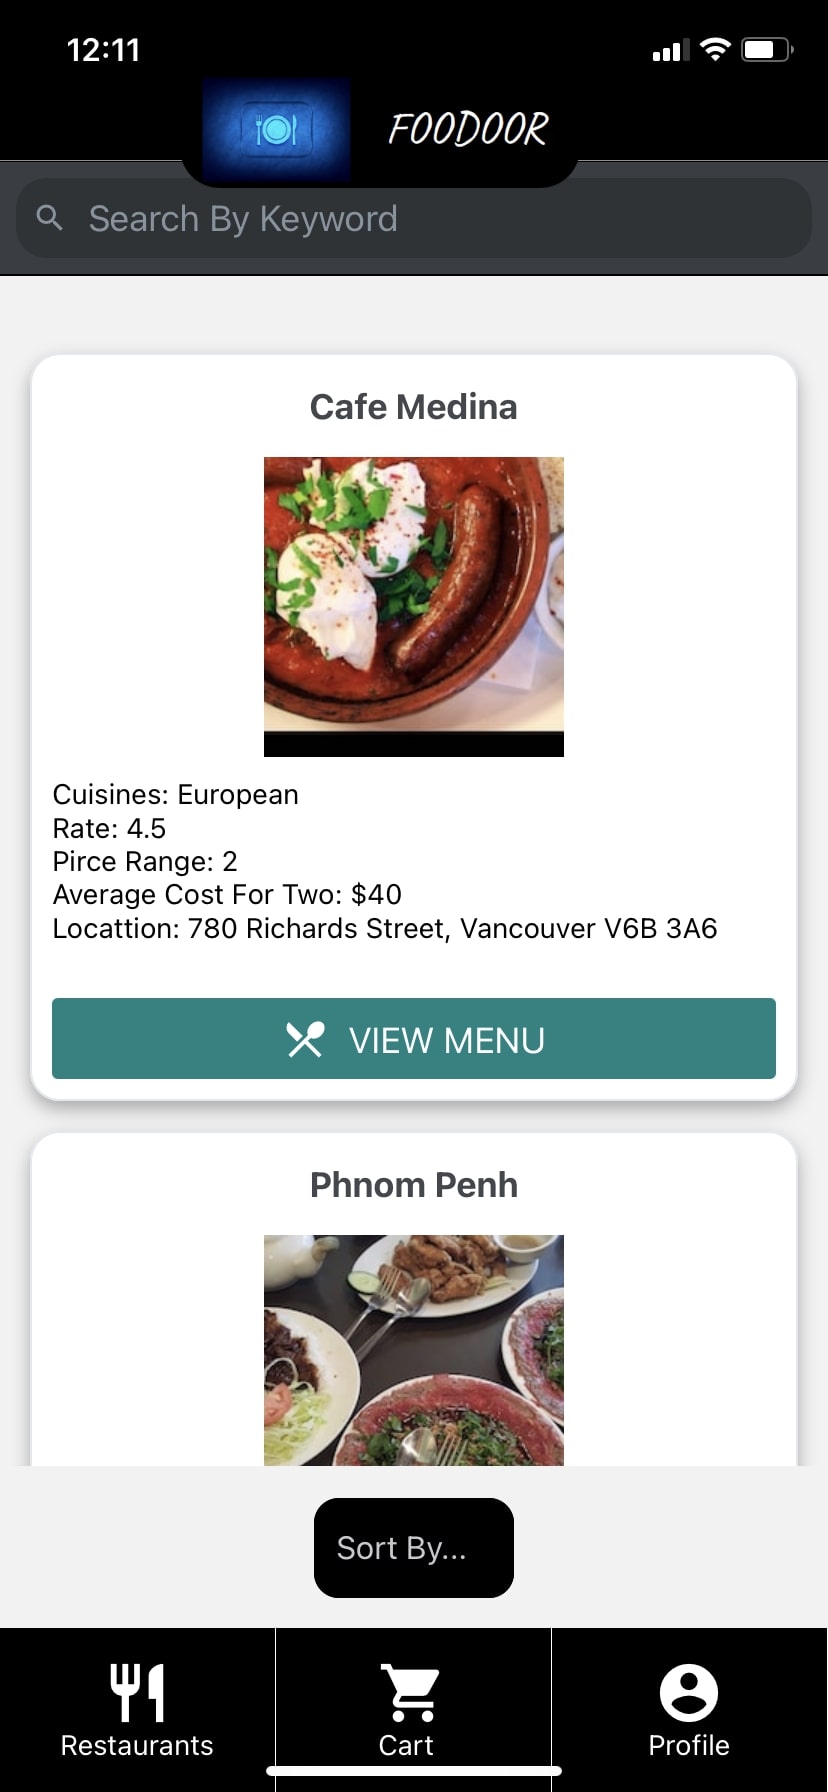 12:11
FOODOOR
Search By Keyword
Cafe Medina
Cuisines: European
Rate: 4.5
Pirce Range: 2
Average Cost For Two: $40
Locattion: 780 Richards Street, Vancouver V6B 3A6
VIEW MENU
Phnom Penh
Sort By...
Restaurants
Cart
Profile